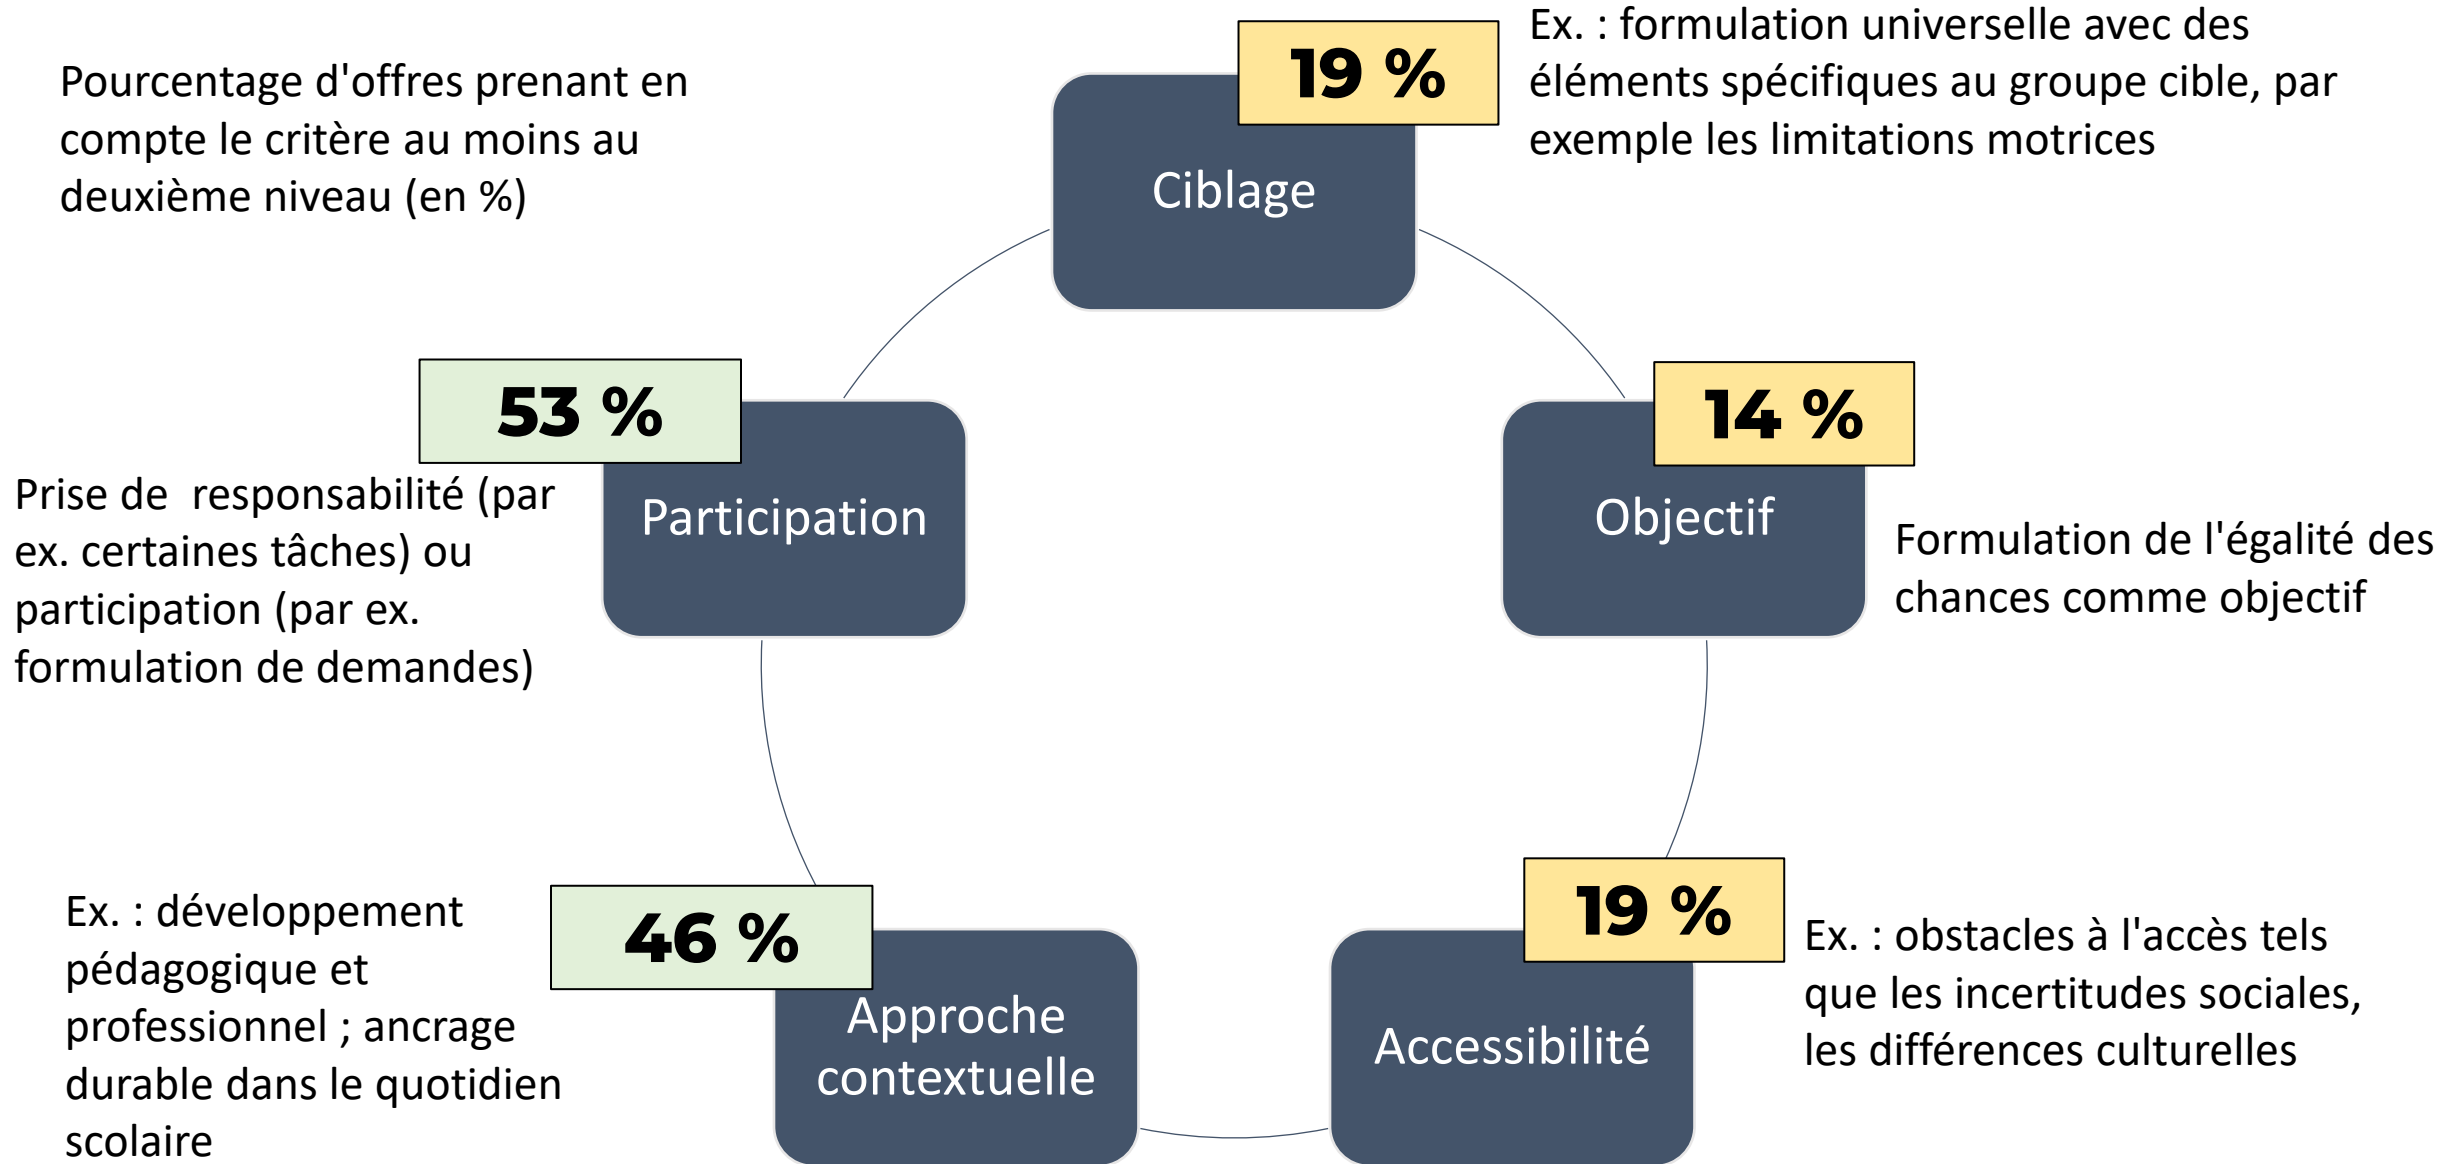 Pourcentage d'offres prenant en
compte le critère au moins au
deuxième niveau (en %)
19 %
Ciblage
Ex. : formulation universelle avec des
éléments spécifiques au groupe cible, par
exemple les limitations motrices
53 %
Participation
Prise de  responsabilité (par
ex. certaines tâches) ou
participation (par ex.
formulation de demandes)
14 %
Objectif
Formulation de l'égalité des
chances comme objectif
46 %
Approche
contextuelle
Ex. : développement
pédagogique et
professionnel ; ancrage
durable dans le quotidien
scolaire
19 %
Accessibilité
Ex. : obstacles à l'accès tels
que les incertitudes sociales,
les différences culturelles